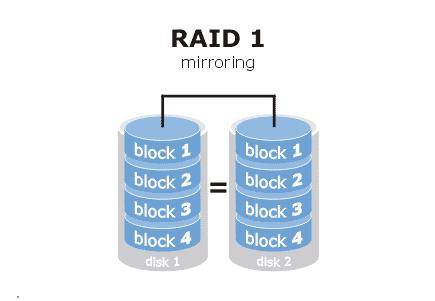 RAID 1
mirroring
block 1 block 1
block 2 = block 2
block 3 block 3
block 4 block 4
disk 1 disk 2